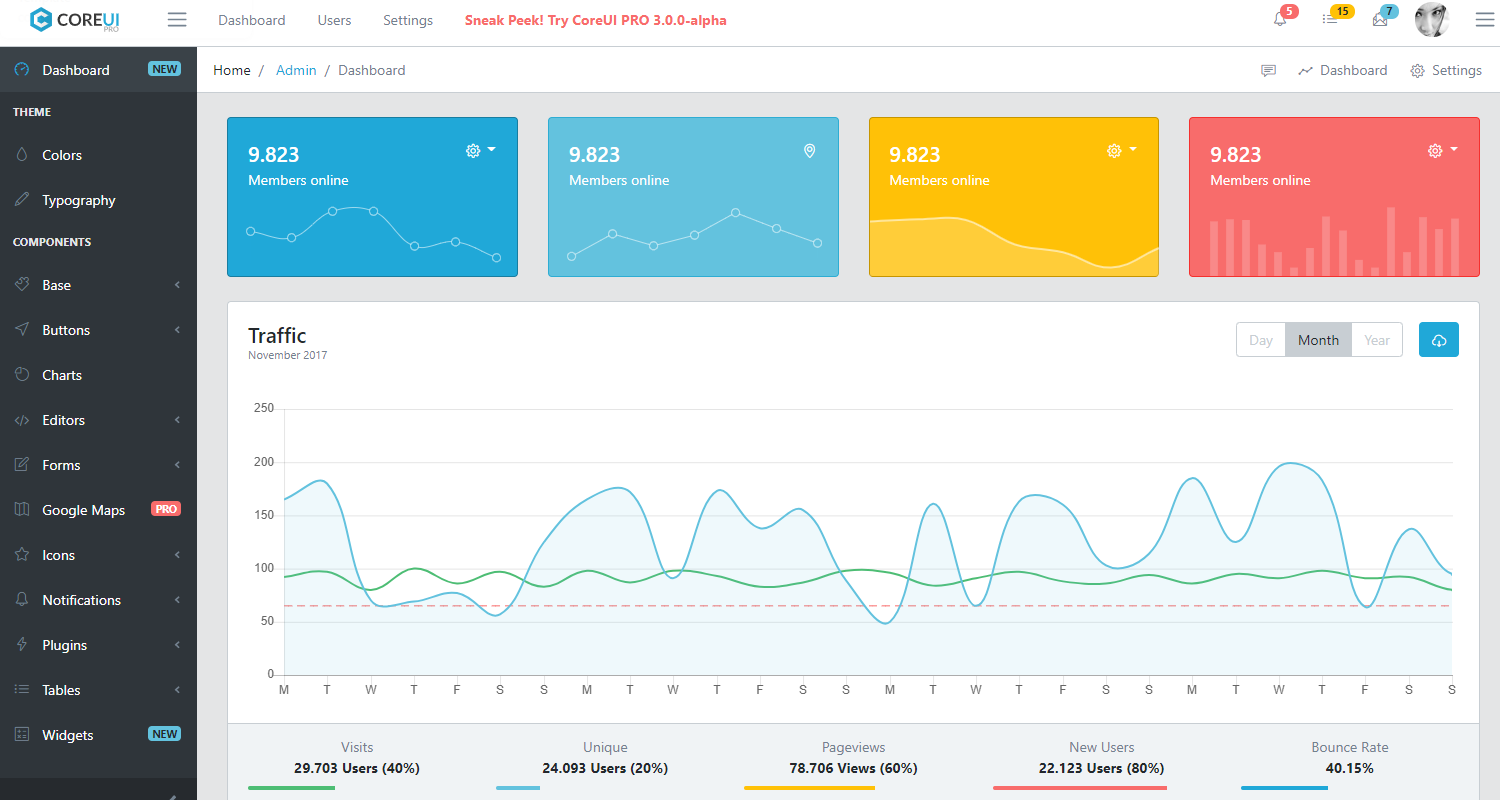 COREUI
PRO
Dashboard Users Settings Sneak Peek! Try CoreUI PRO 3.0.0-alpha
5 15 7
Dashboard NEW
Home / Admin / Dashboard
Dashboard Settings
THEME
Colors
Typography
COMPONENTS
Base
Buttons
Charts
Editors
Forms
Google Maps PRO
Icons
Notifications
Plugins
Tables
Widgets NEW
9.823
Members online
9.823
Members online
9.823
Members online
9.823
Members online
Traffic
November 2017
Day Month Year
250
200
150
100
50
0
M T W T F S S M T W T F S S M T W T F S S M T W T F S S
Visits
29.703 Users (40%)
Unique
24.093 Users (20%)
Pageviews
78.706 Views (60%)
New Users
22.123 Users (80%)
Bounce Rate
40.15%